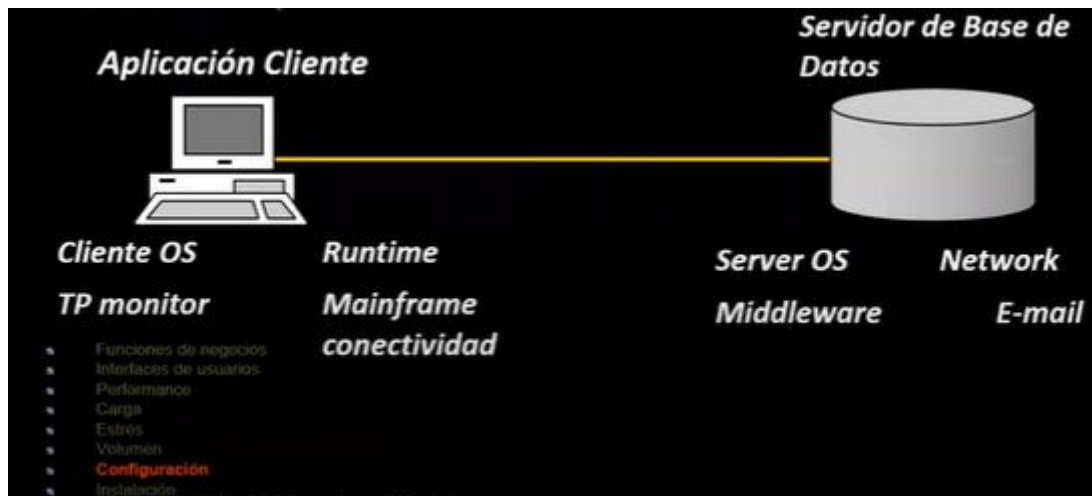 Servidor de Base de
Datos
Aplicación Cliente
Cliente OS
Runtime
Server OS
Network
TP monitor
Mainframe
conectividad
Middleware
E-mail
Funciones de negocios
Interfaces de usuarios
Performance
Carga
Estrés
Volumen
Configuración
Instalación